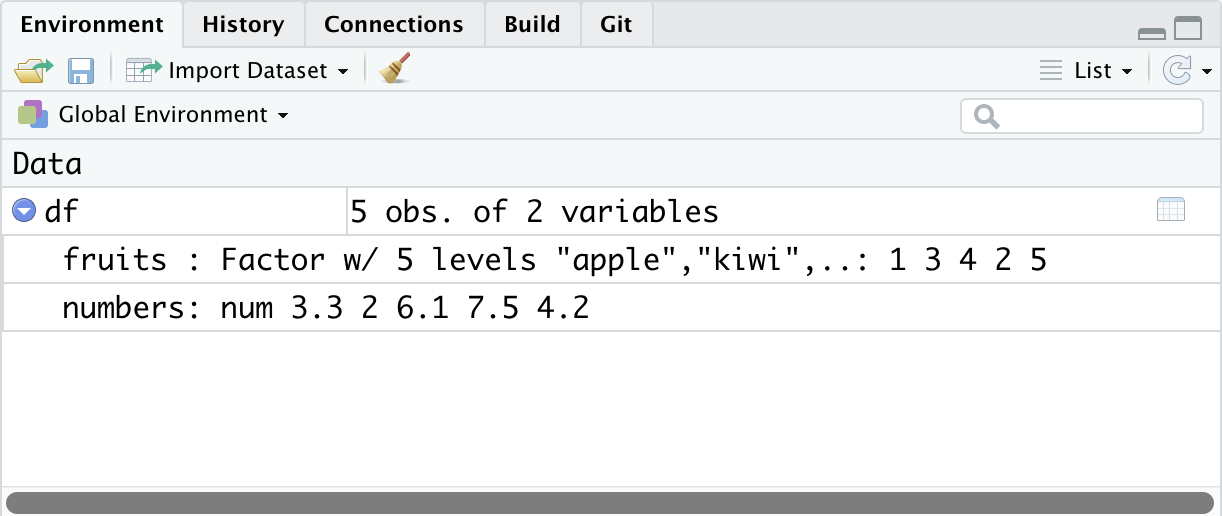 Environment History Connections Build Git
Import Dataset List
Global Environment
Data
df 5 obs. of 2 variables
fruits : Factor w/ 5 levels "apple","kiwi",..: 1 3 4 2 5
numbers: num 3.3 2 6.1 7.5 4.2